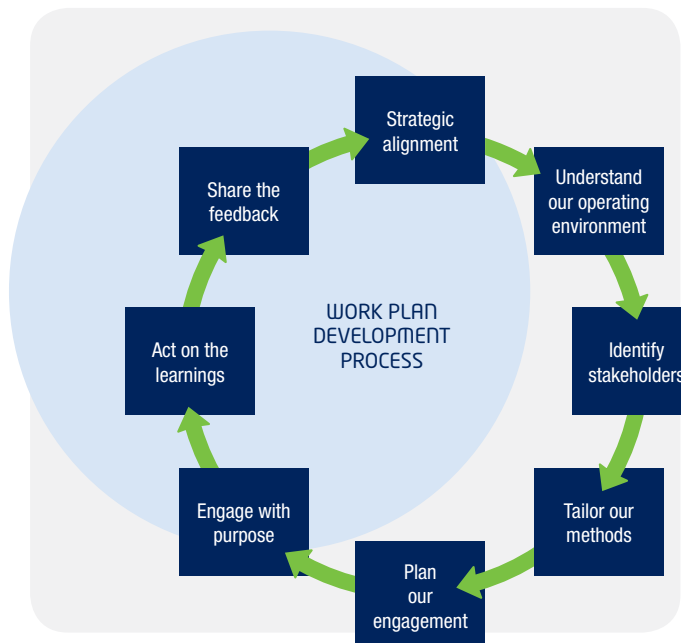 Strategic
alignment
Understand
our operating
environment
Identify
stakeholders
Tailor our
methods
Plan
our
engagement
Engage with
purpose
Act on the
learnings
Share the
feedback
WORK PLAN
DEVELOPMENT
PROCESS